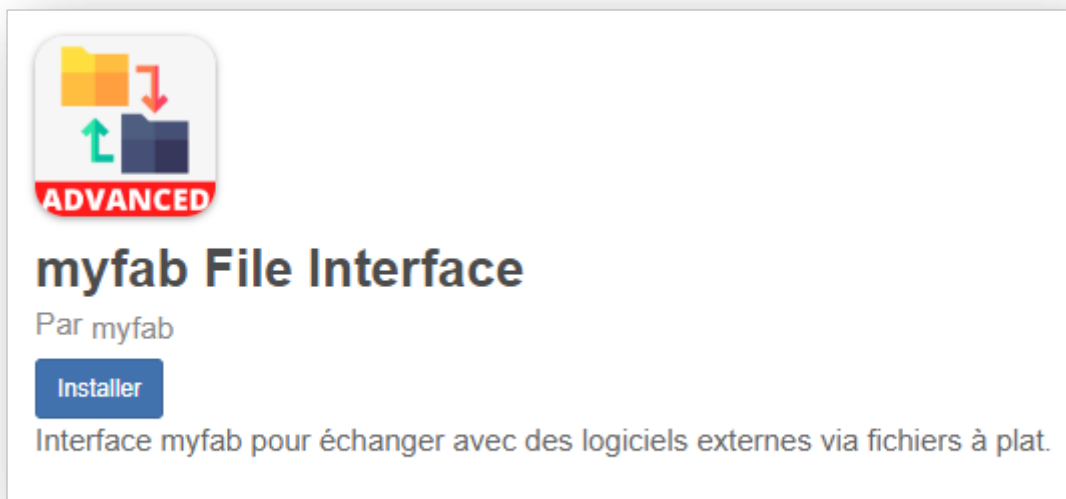 ADVANCED
myfab File Interface
Par myfab
Installer
Interface myfab pour échanger avec des logiciels externes via fichiers à plat.